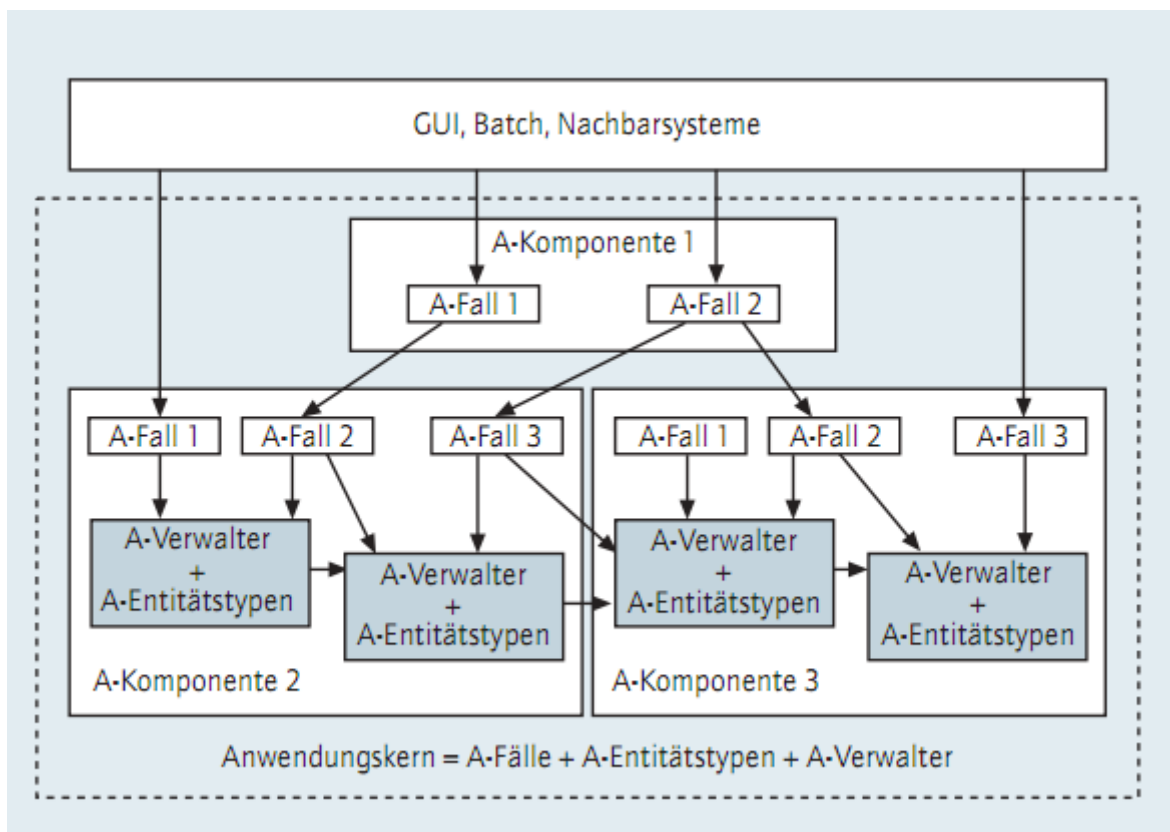 GUI, Batch, Nachbarsysteme
A-Komponente 1
A-Fall 1
A-Fall 2
A-Fall 1
A-Fall 2
A-Fall 3
A-Fall 1
A-Fall 2
A-Fall 3
A-Verwalter
+
A-Entitätstypen
A-Verwalter
+
A-Entitätstypen
A-Verwalter
+
A-Entitätstypen
A-Verwalter
+
A-Entitätstypen
A-Komponente 2
A-Komponente 3
Anwendungskern = A-Fälle + A-Entitätstypen + A-Verwalter